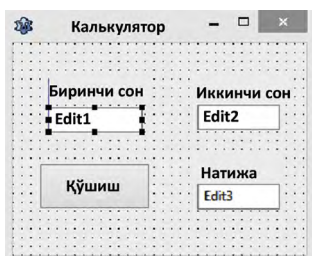 Калькулятор
Биринчи сон
Иккинчи сон
Edit1
Edit2
Қўшиш
Натижа
Edit3